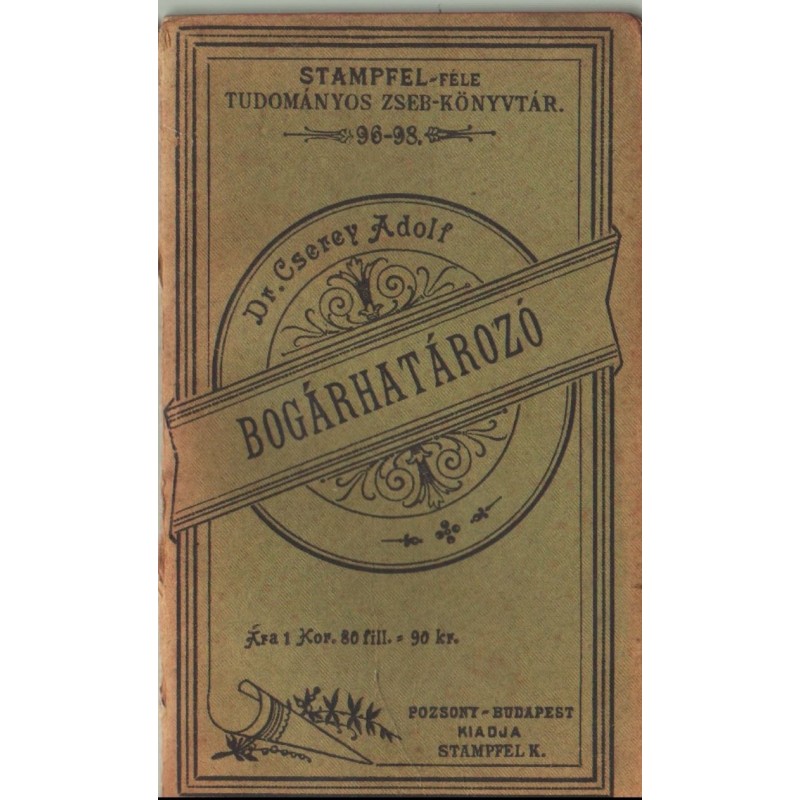 STAMPFEL-FÉLE
TUDOMÁNYOS ZSEB-KÖNYVTÁR.
96-98.
Dr. Cserey Adolf
BOGÁRHATÁROZÓ
Ára 1 Kor. 80 fill. = 90 kr.
POZSONY-BUDAPEST
KIADJA
STAMPFEL K.